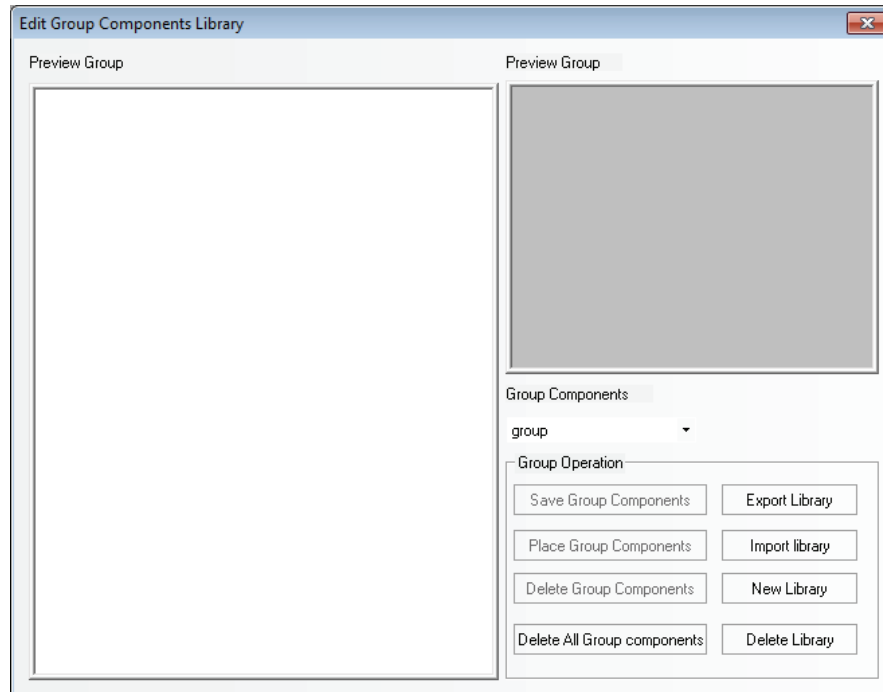 Edit Group Components Library
Preview Group
Preview Group
Group Components
group
Group Operation
Save Group Components
Export Library
Place Group Components
Import library
Delete Group Components
New Library
Delete All Group components
Delete Library